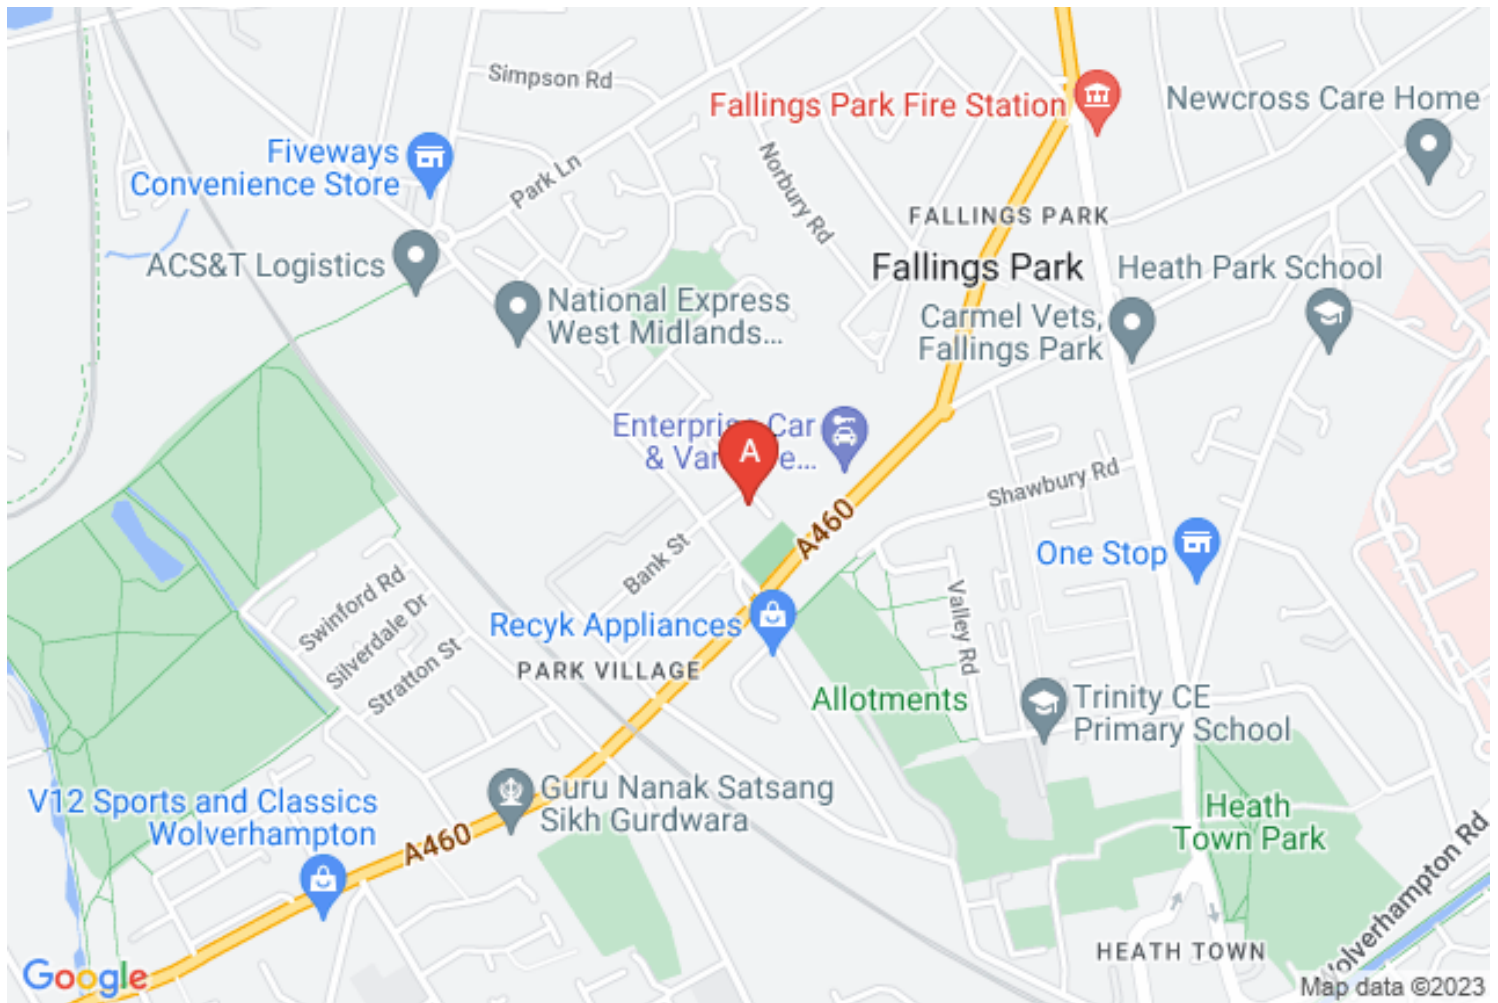 Simpson Rd
Fallings Park Fire Station
Newcross Care Home
Fiveways
Convenience Store
Park Ln
Norbury Rd
FALLINGS PARK
ACS&T Logistics
Fallings Park
Heath Park School
National Express
West Midlands...
Carmel Vets,
Fallings Park
Enterprise Car
& Van
A
Shawbury Rd
A460
One Stop
Bank St
Swinford Rd
Silverdale Dr
Stratton St
Valley Rd
Recyk Appliances
PARK VILLAGE
Allotments
Trinity CE
Primary School
Guru Nanak Satsang
Sikh Gurdwara
V12 Sports and Classics
Wolverhampton
A460
Heath
Town Park
Wolverhampton Rd
HEATH TOWN
Google
Map data ©2023